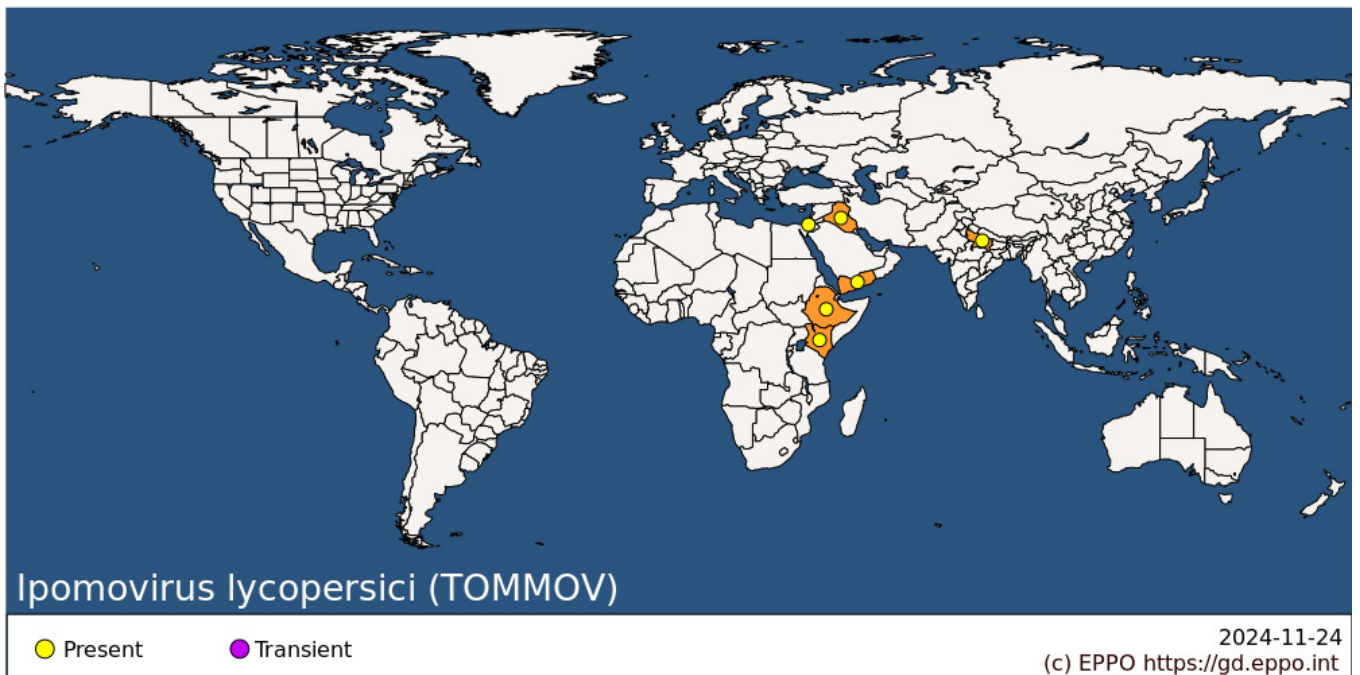 Ipomovirus lycopersici (TOMMOV)
Present
Transient
2024-11-24
(c) EPPO https://gd.eppo.int